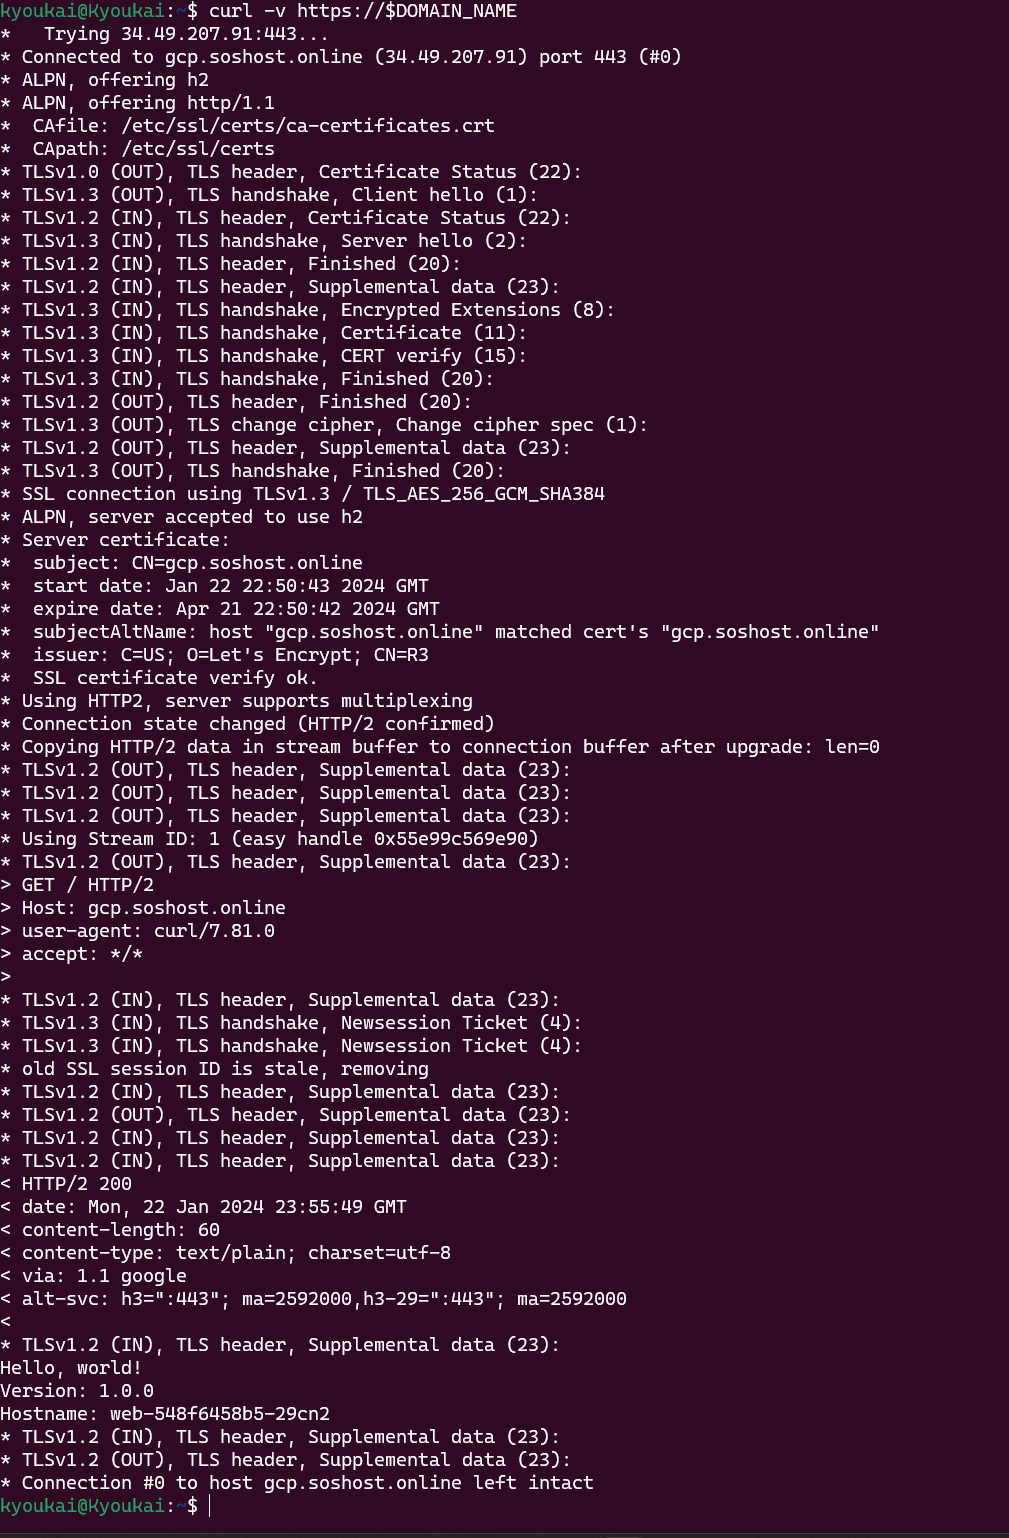 kyoukai@Kyoukai:~$ curl -v https://$DOMAIN_NAME
*   Trying 34.49.207.91:443...
* Connected to gcp.soshost.online (34.49.207.91) port 443 (#0)
* ALPN, offering h2
* ALPN, offering http/1.1
*  CAfile: /etc/ssl/certs/ca-certificates.crt
*  CApath: /etc/ssl/certs
* TLSv1.0 (OUT), TLS header, Certificate Status (22):
* TLSv1.3 (OUT), TLS handshake, Client hello (1):
* TLSv1.2 (IN), TLS header, Certificate Status (22):
* TLSv1.3 (IN), TLS handshake, Server hello (2):
* TLSv1.2 (IN), TLS header, Finished (20):
* TLSv1.2 (IN), TLS header, Supplemental data (23):
* TLSv1.3 (IN), TLS handshake, Encrypted Extensions (8):
* TLSv1.3 (IN), TLS handshake, Certificate (11):
* TLSv1.3 (IN), TLS handshake, CERT verify (15):
* TLSv1.3 (IN), TLS handshake, Finished (20):
* TLSv1.2 (OUT), TLS header, Finished (20):
* TLSv1.3 (OUT), TLS change cipher, Change cipher spec (1):
* TLSv1.2 (OUT), TLS header, Supplemental data (23):
* TLSv1.3 (OUT), TLS handshake, Finished (20):
* SSL connection using TLSv1.3 / TLS_AES_256_GCM_SHA384
* ALPN, server accepted to use h2
* Server certificate:
*  subject: CN=gcp.soshost.online
*  start date: Jan 22 22:50:43 2024 GMT
*  expire date: Apr 21 22:50:42 2024 GMT
*  subjectAltName: host "gcp.soshost.online" matched cert's "gcp.soshost.online"
*  issuer: C=US; O=Let's Encrypt; CN=R3
*  SSL certificate verify ok.
* Using HTTP2, server supports multiplexing
* Connection state changed (HTTP/2 confirmed)
* Copying HTTP/2 data in stream buffer to connection buffer after upgrade: len=0
* TLSv1.2 (OUT), TLS header, Supplemental data (23):
* TLSv1.2 (OUT), TLS header, Supplemental data (23):
* TLSv1.2 (OUT), TLS header, Supplemental data (23):
* Using Stream ID: 1 (easy handle 0x55e99c569e90)
* TLSv1.2 (OUT), TLS header, Supplemental data (23):
> GET / HTTP/2
> Host: gcp.soshost.online
> user-agent: curl/7.81.0
> accept: */*
>
* TLSv1.2 (IN), TLS header, Supplemental data (23):
* TLSv1.3 (IN), TLS handshake, Newsession Ticket (4):
* TLSv1.3 (IN), TLS handshake, Newsession Ticket (4):
* old SSL session ID is stale, removing
* TLSv1.2 (IN), TLS header, Supplemental data (23):
* TLSv1.2 (OUT), TLS header, Supplemental data (23):
* TLSv1.2 (IN), TLS header, Supplemental data (23):
* TLSv1.2 (IN), TLS header, Supplemental data (23):
< HTTP/2 200
< date: Mon, 22 Jan 2024 23:55:49 GMT
< content-length: 60
< content-type: text/plain; charset=utf-8
< via: 1.1 google
< alt-svc: h3=":443"; ma=2592000,h3-29=":443"; ma=2592000
<
* TLSv1.2 (IN), TLS header, Supplemental data (23):
Hello, world!
Version: 1.0.0
Hostname: web-548f6458b5-29cn2
* TLSv1.2 (IN), TLS header, Supplemental data (23):
* TLSv1.2 (OUT), TLS header, Supplemental data (23):
* Connection #0 to host gcp.soshost.online left intact
kyoukai@Kyoukai:~$